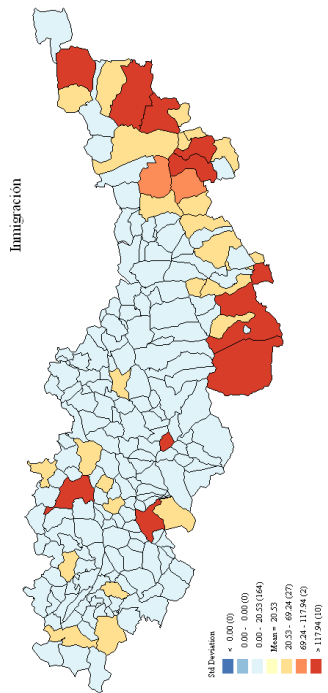 Inmigración
Std Deviation
< 0.00 (0)
0.00 - 0.00 (0)
0.00 - 20.53 (164)
Mean = 20.53
20.53 - 69.24 (27)
69.24 - 117.94 (2)
> 117.94 (10)